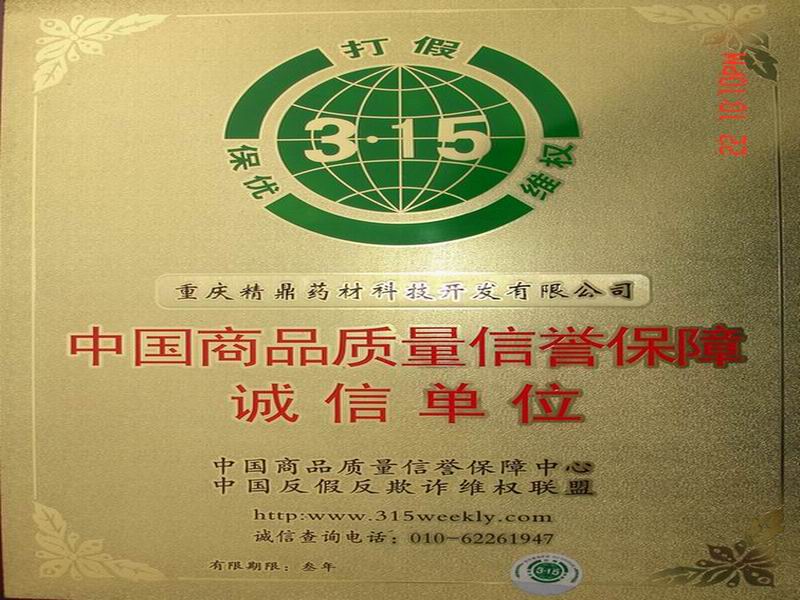 打假
3·15
保优
维权
22 10:10PM
重庆精鼎药材科技开发有限公司
中国商品质量信誉保障
诚信单位
中国商品质量信誉保障中心
中国反假反欺诈维权联盟
http:www.315weekly.com
诚信查询电话：010-62261947
有限期限：叁年
3·15